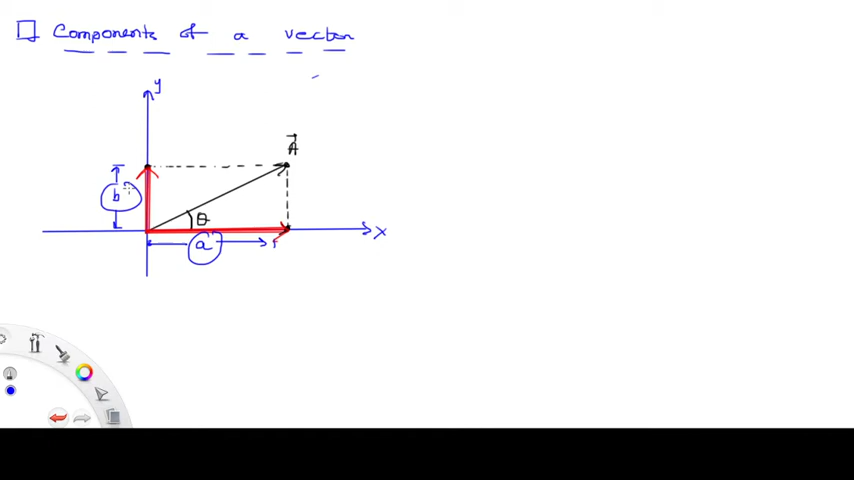 Components of a vector
y
A
b
θ
x
a